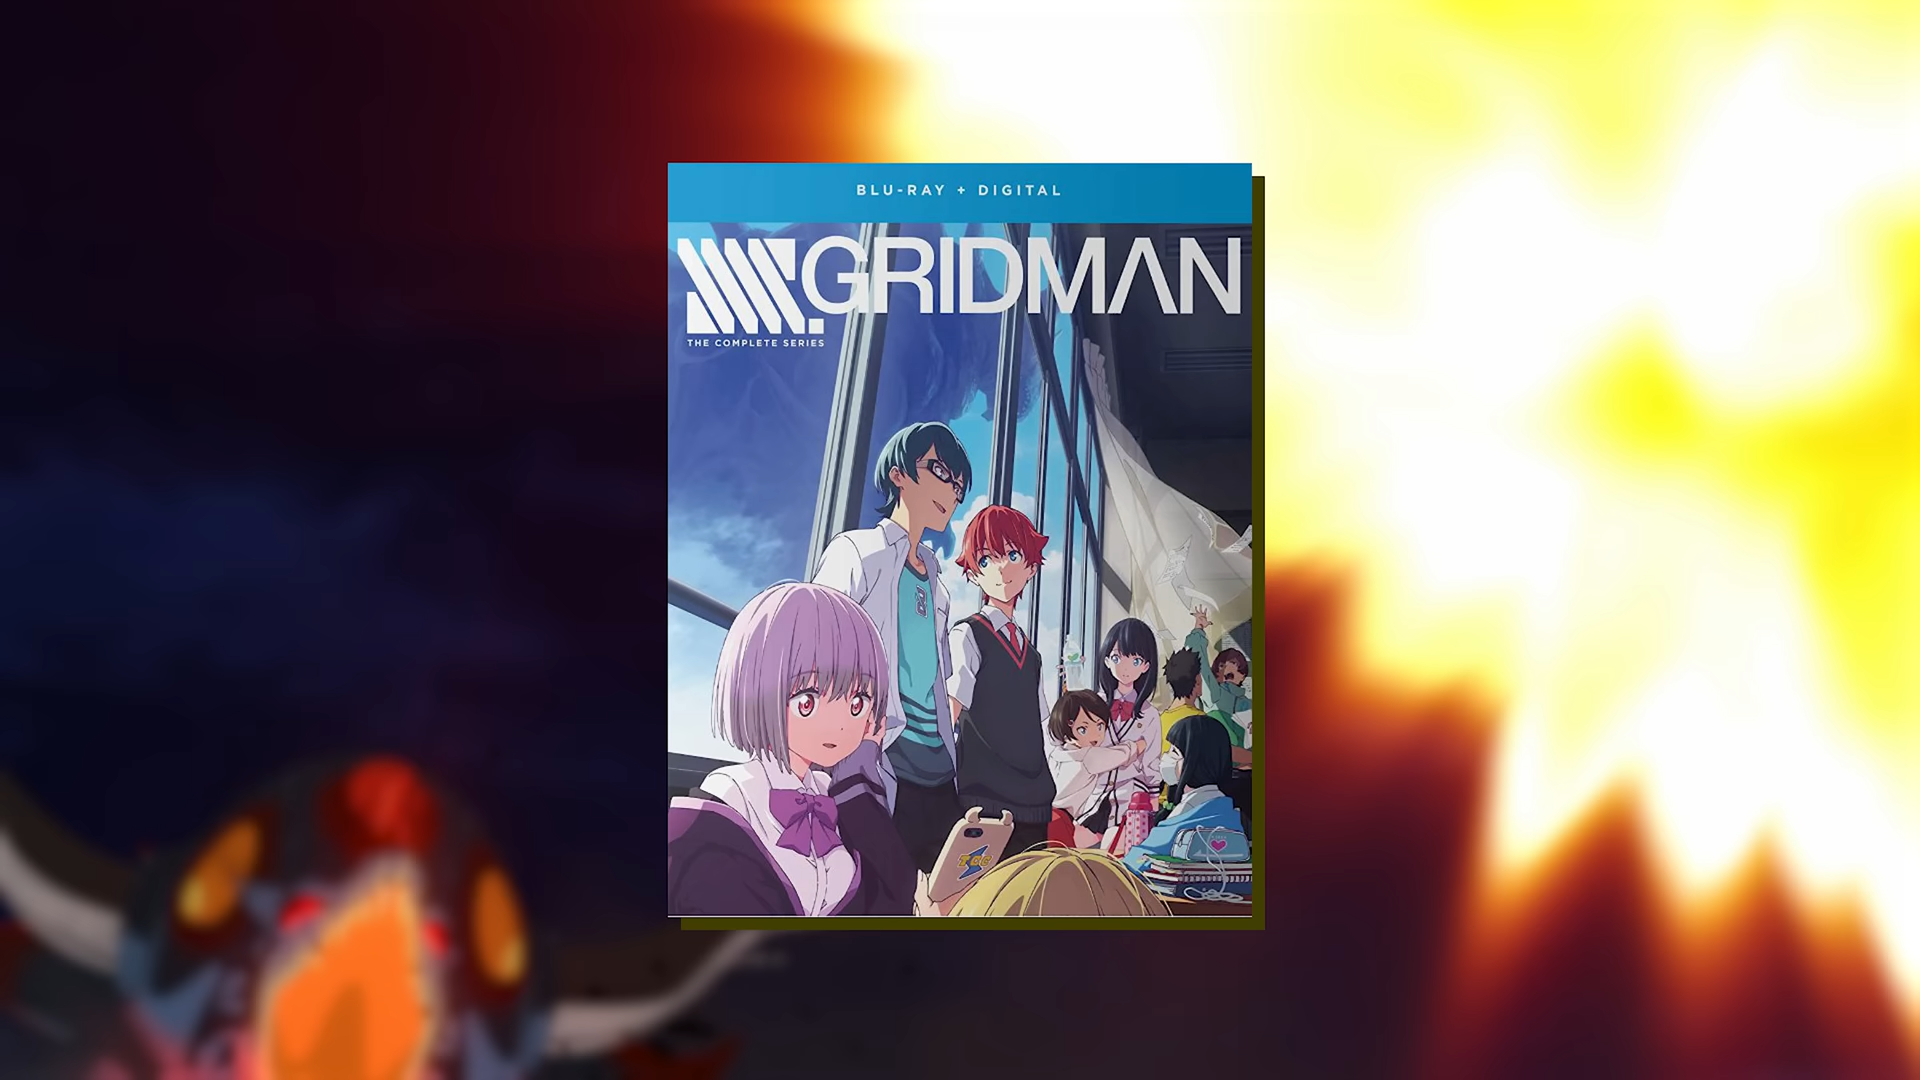 BLU-RAY + DIGITAL
SSSS.GRIDMAN
THE COMPLETE SERIES